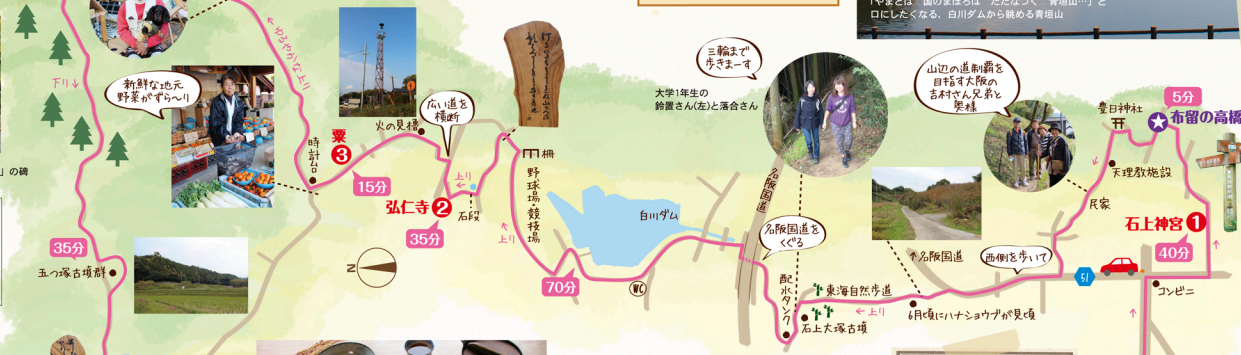 「やまとは 国のまほろば たたなづく 青垣山…」と
口にしたくなる、白川ダムから眺める青垣山
下り↓
新鮮な地元
野菜がずら〜り
」の碑
ゆるやかな上り
時計台
粟
3
15分
火の見櫓
広い道を
横断
弘仁寺
2
35分
上り
石段
柵
野球場・競技場
上り
70分
35分
五つ塚古墳群
N
白川ダム
WC
三輪まで
歩きまーす
大学1年生の
鈴置さん(左)と落合さん
名阪国道
名阪国道を
くぐる
配水タンク
東海自然歩道
上り
石上大塚古墳
6月頃にハナショウブが見頃
名阪国道
西側を歩いて
51
山辺の道制覇を
目指す大阪の
吉村さん兄弟と
奥様
豊日神社
5分
布留の高橋
天理教施設
民家
石上神宮
1
40分
コンビニ